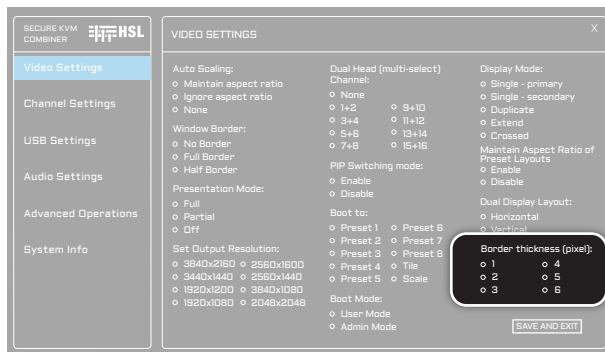 SECURE KVM
COMBINER
HSL
Video Settings
Channel Settings
USB Settings
Audio Settings
Advanced Operations
System Info
VIDEO SETTINGS
X
Auto Scaling:
Maintain aspect ratio
Ignore aspect ratio
None
Window Border:
No Border
Full Border
Half Border
Presentation Mode:
Full
Partial
Off
Set Output Resolution:
3840x2160 2560x1600
3440x1440 2560x1440
1920x1200 3840x1080
1920x1080 2048x2048
Dual Head (multi-select)
Channel:
None
1+2 9+10
3+4 11+12
5+6 13+14
7+8 15+16
PIP Switching mode:
Enable
Disable
Boot to:
Preset 1 Preset 6
Preset 2 Preset 7
Preset 3 Preset 8
Preset 4 Tile
Preset 5 Scale
Boot Mode:
User Mode
Admin Mode
Display Mode:
Single - primary
Single - secondary
Duplicate
Extend
Crossed
Maintain Aspect Ratio of
Preset Layouts
Enable
Disable
Dual Display Layout:
Horizontal
Vertical
Border thickness (pixel):
1 4
2 5
3 6
SAVE AND EXIT